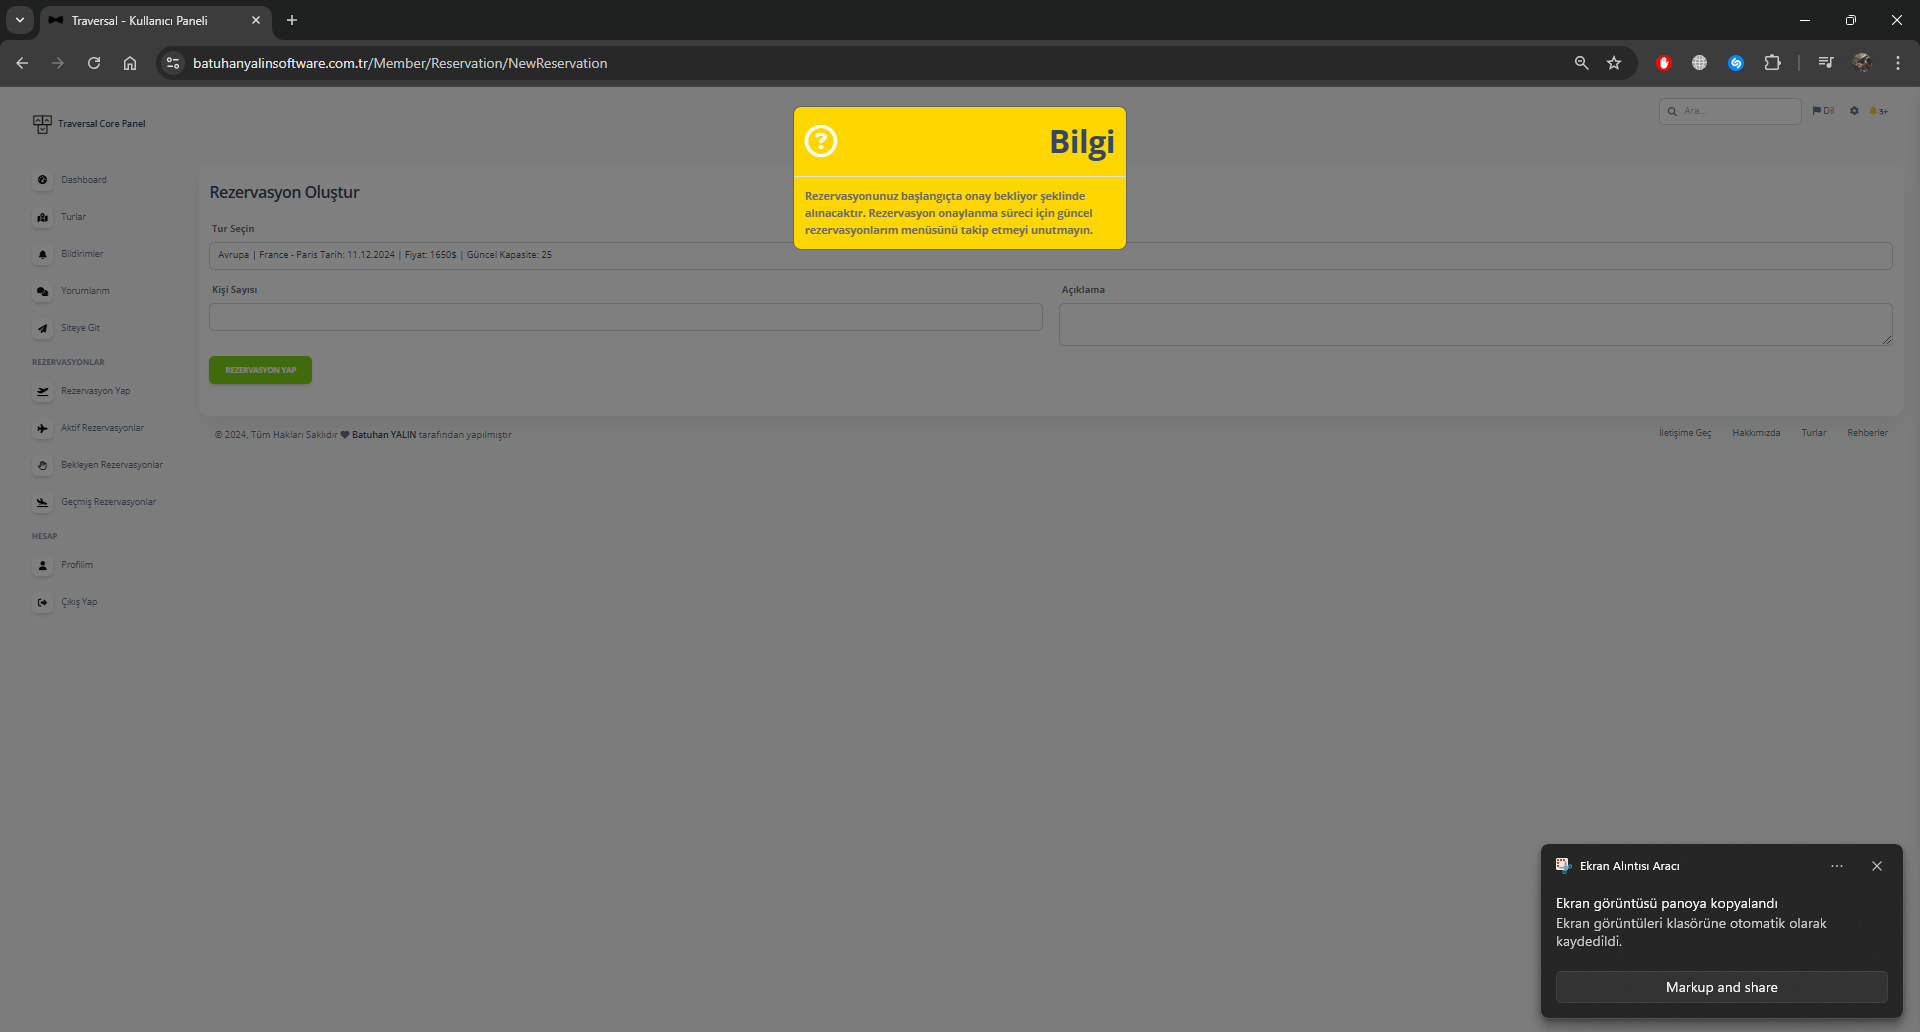 Traversal - Kullanıcı Paneli
batuhanyalinsoftware.com.tr/Member/Reservation/NewReservation
Traversal Core Panel
Ara...
Dil
3+
Bilgi
Rezervasyonunuz başlangıçta onay bekliyor şeklinde
alınacaktır. Rezervasyon onaylanma süreci için güncel
rezervasyonlarım menüsünü takip etmeyi unutmayın.
Dashboard
Turlar
Bildirimler
Yorumlarım
Siteye Git
REZERVASYONLAR
Rezervasyon Yap
Aktif Rezervasyonlar
Bekleyen Rezervasyonlar
Geçmiş Rezervasyonlar
HESAP
Profilim
Çıkış Yap
Rezervasyon Oluştur
Tur Seçin
Avrupa | France - Paris Tarih: 11.12.2024 | Fiyat: 1650$ | Güncel Kapasite: 25
Kişi Sayısı
Açıklama
REZERVASYON YAP
© 2024, Tüm Hakları Saklıdır Batuhan YALIN tarafından yapılmıştır
İletişime Geç
Hakkımızda
Turlar
Rehberler
Ekran Alıntısı Aracı
Ekran görüntüsü panoya kopyalandı
Ekran görüntüleri klasörüne otomatik olarak
kaydedildi.
Markup and share